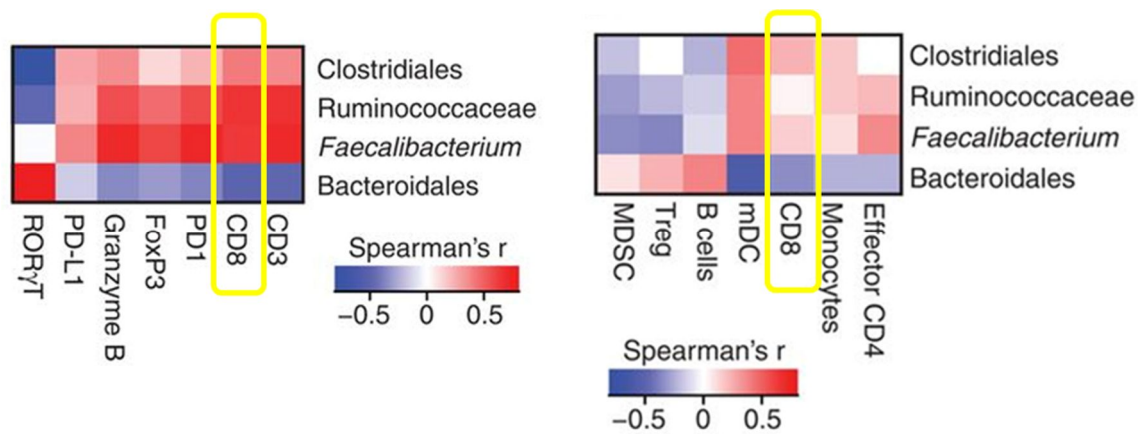 Clostridiales
Ruminococcaceae
Faecalibacterium
Bacteroidales
RORγT
PD-L1
Granzyme B
FoxP3
PD1
CD8
CD3
Spearman's r
−0.5 0 0.5
Clostridiales
Ruminococcaceae
Faecalibacterium
Bacteroidales
MDSC
Treg
B cells
mDC
CD8
Monocytes
Effector CD4
Spearman's r
−0.5 0 0.5